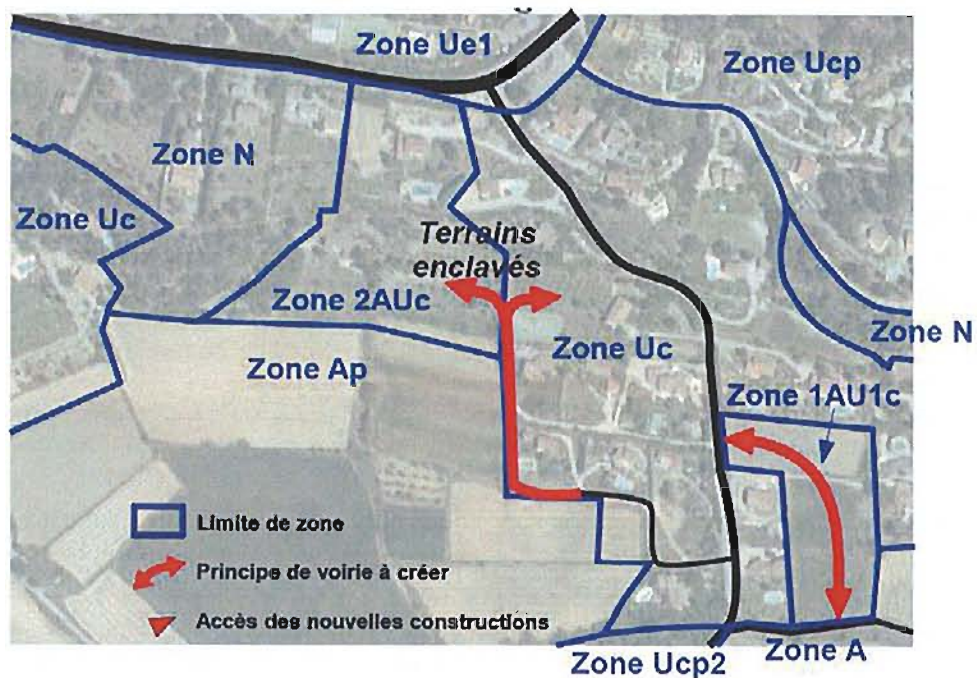 Zone Ue1
Zone Ucp
Zone N
Zone Uc
Terrains
enclavés
Zone 2AUc
Zone Uc
Zone N
Zone Ap
Zone 1AU1c
Limite de zone
Principe de voirie à créer
Accès des nouvelles constructions
Zone Ucp2
Zone A